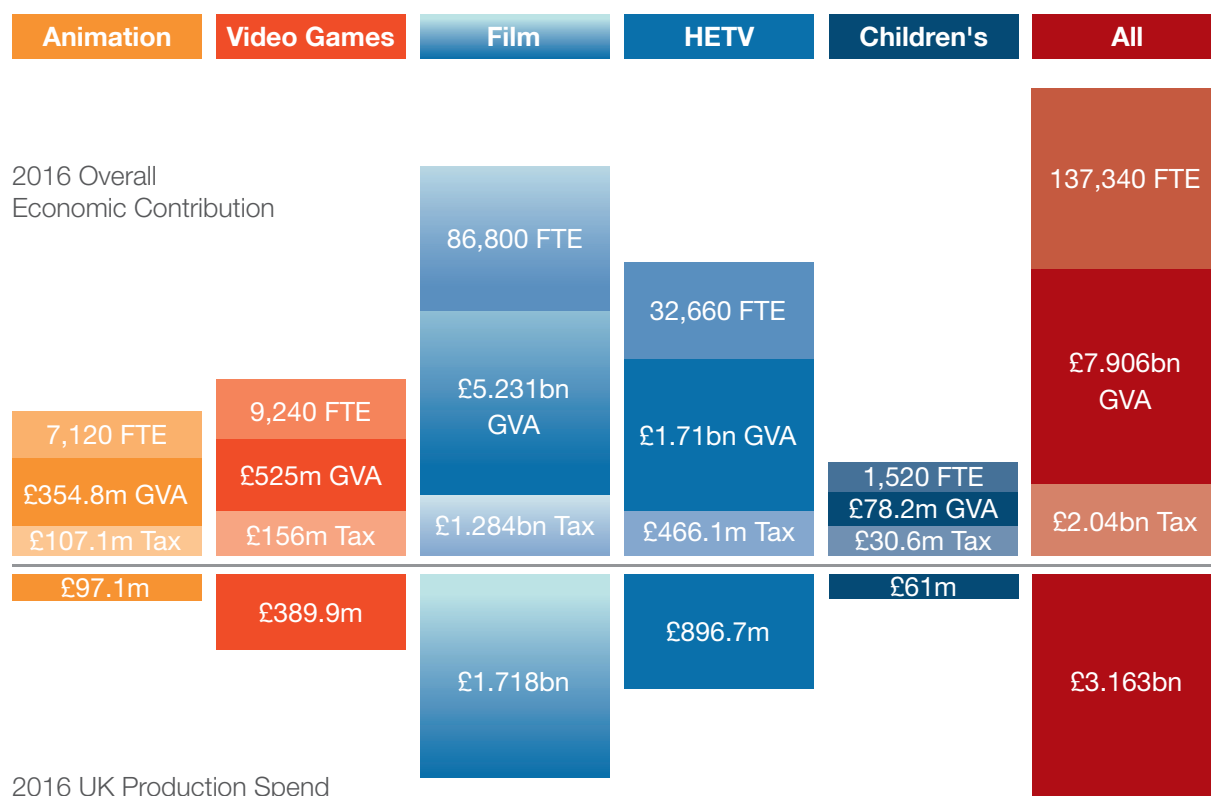 Animation
Video Games
Film
HETV
Children's
All
2016 Overall
Economic Contribution
7,120 FTE
£354.8m GVA
£107.1m Tax
9,240 FTE
£525m GVA
£156m Tax
86,800 FTE
£5.231bn
GVA
£1.284bn Tax
32,660 FTE
£1.71bn GVA
£466.1m Tax
1,520 FTE
£78.2m GVA
£30.6m Tax
137,340 FTE
£7.906bn
GVA
£2.04bn Tax
£97.1m
£389.9m
£1.718bn
£896.7m
£61m
£3.163bn
2016 UK Production Spend